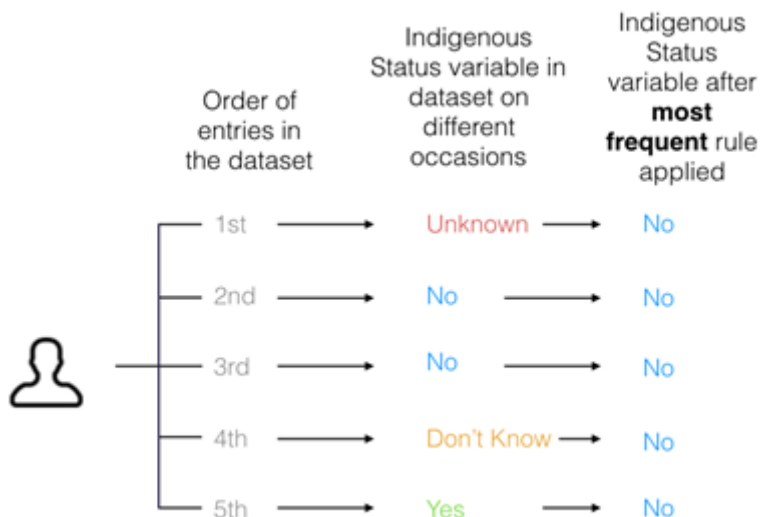 Order of
entries in
the dataset
Indigenous
Status variable in
dataset on
different
occasions
Indigenous
Status
variable after
most
frequent rule
applied
1st Unknown No
2nd No No
3rd No No
4th Don't Know No
5th Yes No